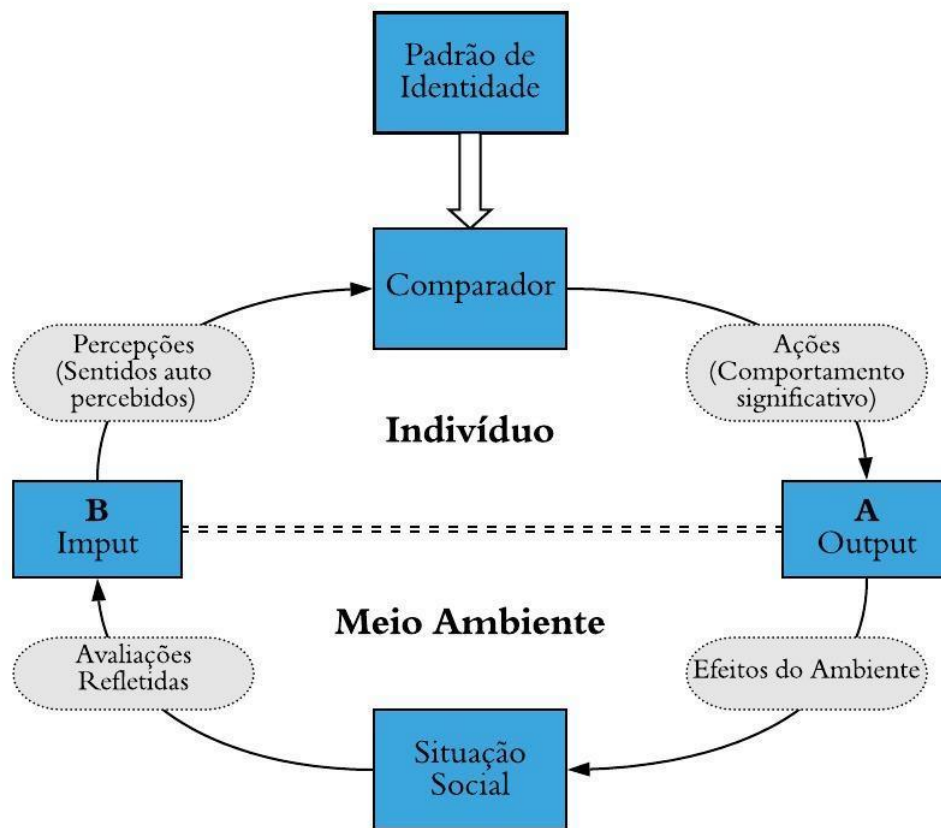 Padrão de
Identidade
Comparador
Percepções
(Sentidos auto
percebidos)
Ações
(Comportamento
significativo)
Indivíduo
B
Imput
A
Output
Meio Ambiente
Avaliações
Refletidas
Efeitos do Ambiente
Situação
Social